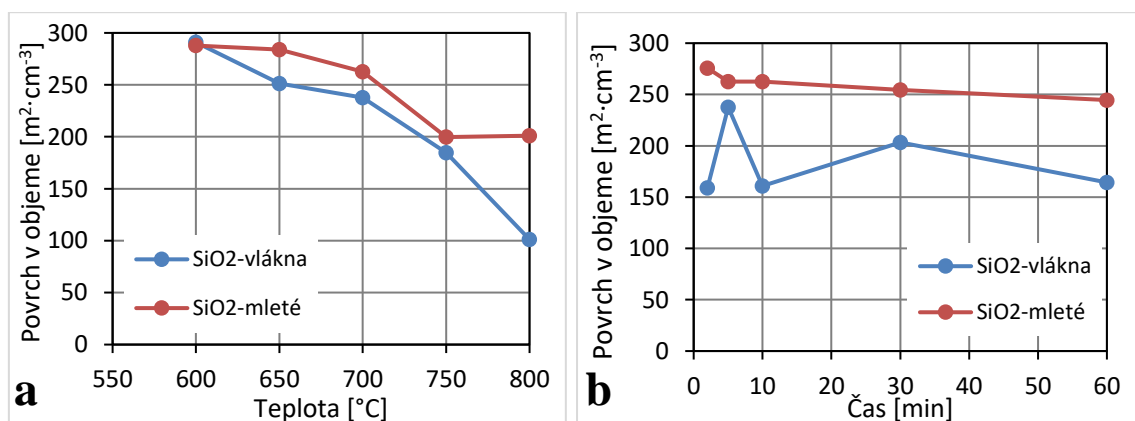 Povrch v objeme [m²·cm⁻³]
300
250
200
150
100
50
0
SiO2-vlákna
SiO2-mleté
550 600 650 700 750 800
Teplota [°C]
a
Povrch v objeme [m²·cm⁻³]
300
250
200
150
100
50
0
SiO2-vlákna
SiO2-mleté
0 10 20 30 40 50 60
Čas [min]
b